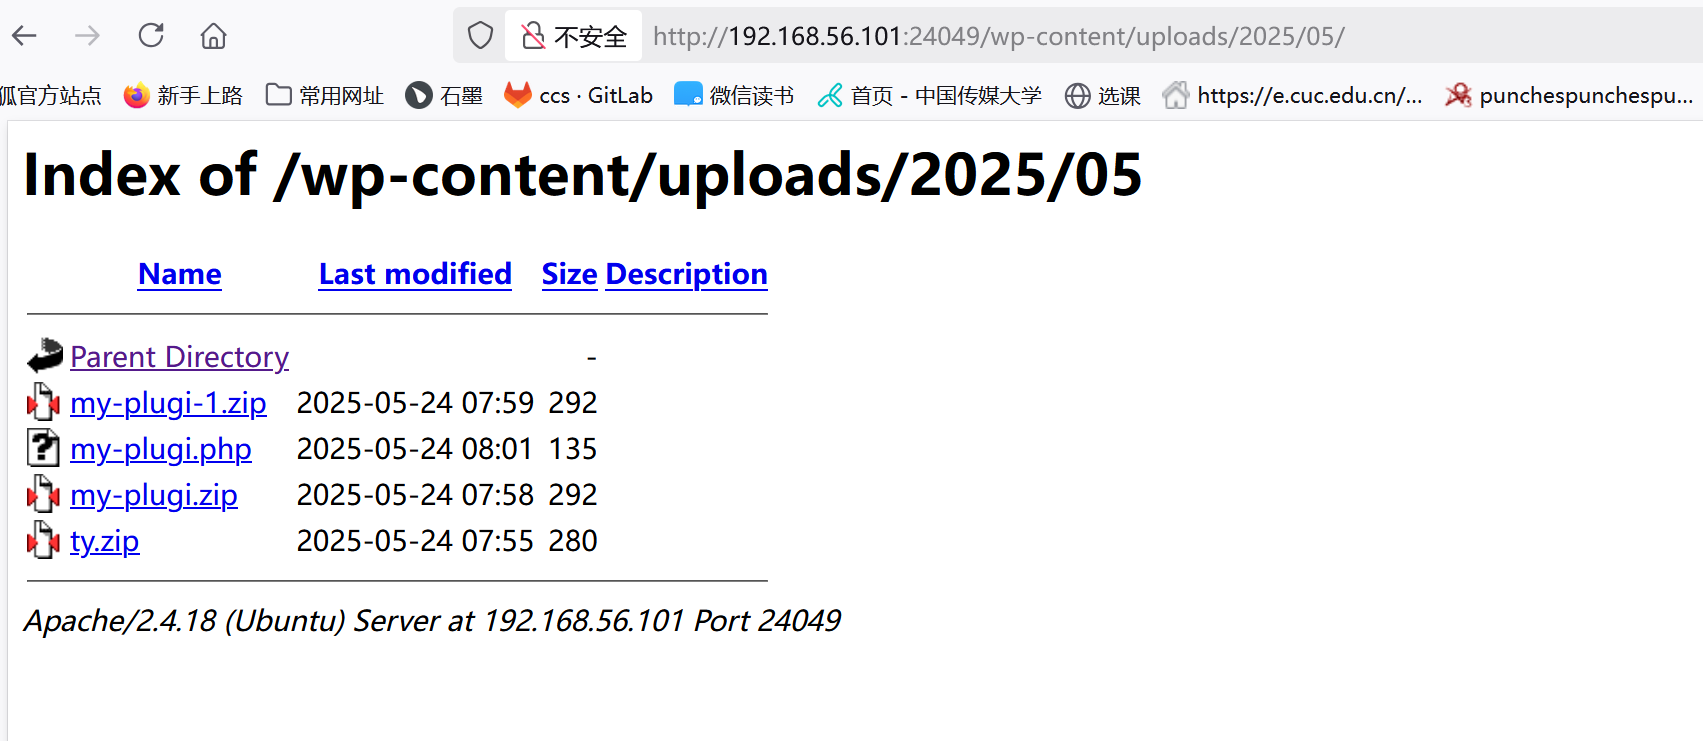 不安全 http://192.168.56.101:24049/wp-content/uploads/2025/05/
狐官方站点 新手上路 常用网址 石墨 ccs · GitLab 微信读书 首页 - 中国传媒大学 选课 https://e.cuc.edu.cn/... punchespunchespu...
Index of /wp-content/uploads/2025/05
Name Last modified Size Description
Parent Directory -
my-plugi-1.zip 2025-05-24 07:59 292
my-plugi.php 2025-05-24 08:01 135
my-plugi.zip 2025-05-24 07:58 292
ty.zip 2025-05-24 07:55 280
Apache/2.4.18 (Ubuntu) Server at 192.168.56.101 Port 24049